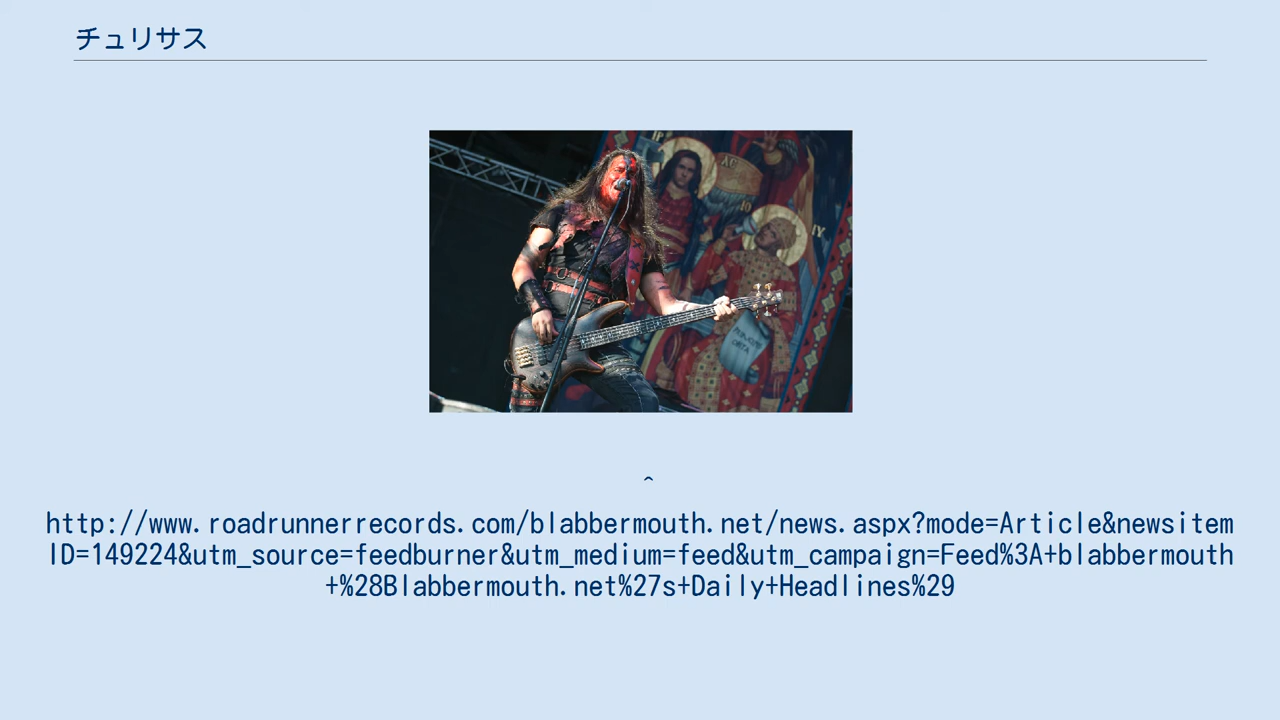 チュリサス
^
http://www.roadrunnerrecords.com/blabbermouth.net/news.aspx?mode=Article&newsitem
ID=149224&utm_source=feedburner&utm_medium=feed&utm_campaign=Feed%3A+blabbermouth
+%28Blabbermouth.net%27s+Daily+Headlines%29